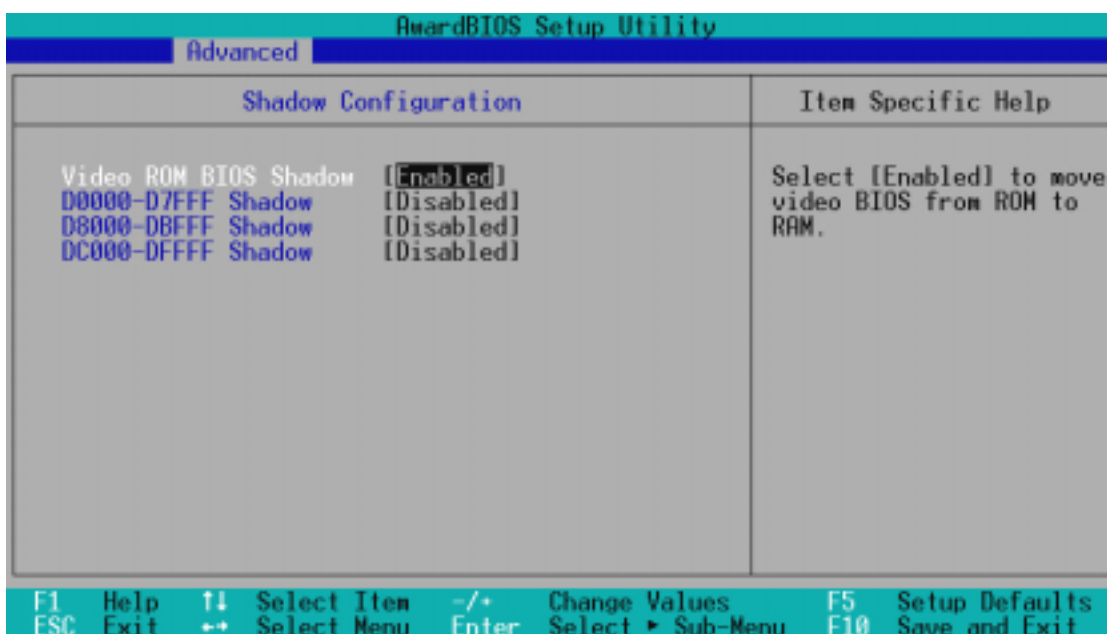 AwardBIOS Setup Utility
Advanced
Shadow Configuration
Item Specific Help
Video ROM BIOS Shadow [Enabled]
D0000-D7FFF Shadow [Disabled]
D8000-DBFFF Shadow [Disabled]
DC000-DFFFF Shadow [Disabled]
Select [Enabled] to move
video BIOS from ROM to
RAM.
F1 Help ↑↓ Select Item -/+ Change Values F5 Setup Defaults
ESC Exit ←→ Select Menu Enter Select ► Sub-Menu F10 Save and Exit